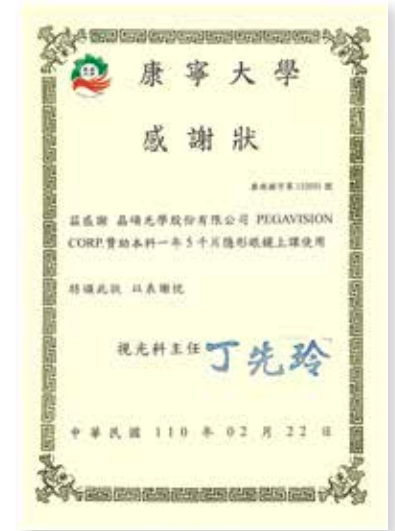 康寧大學
感謝狀
茲感謝 晶碩光學股份有限公司 PEGAVISION
CORP.贊助本科一年5千片隱形眼鏡上課使用
特頒此狀 以表謝忱
視光科主任 丁先玲
中華民國 110 年 02 月 22 日